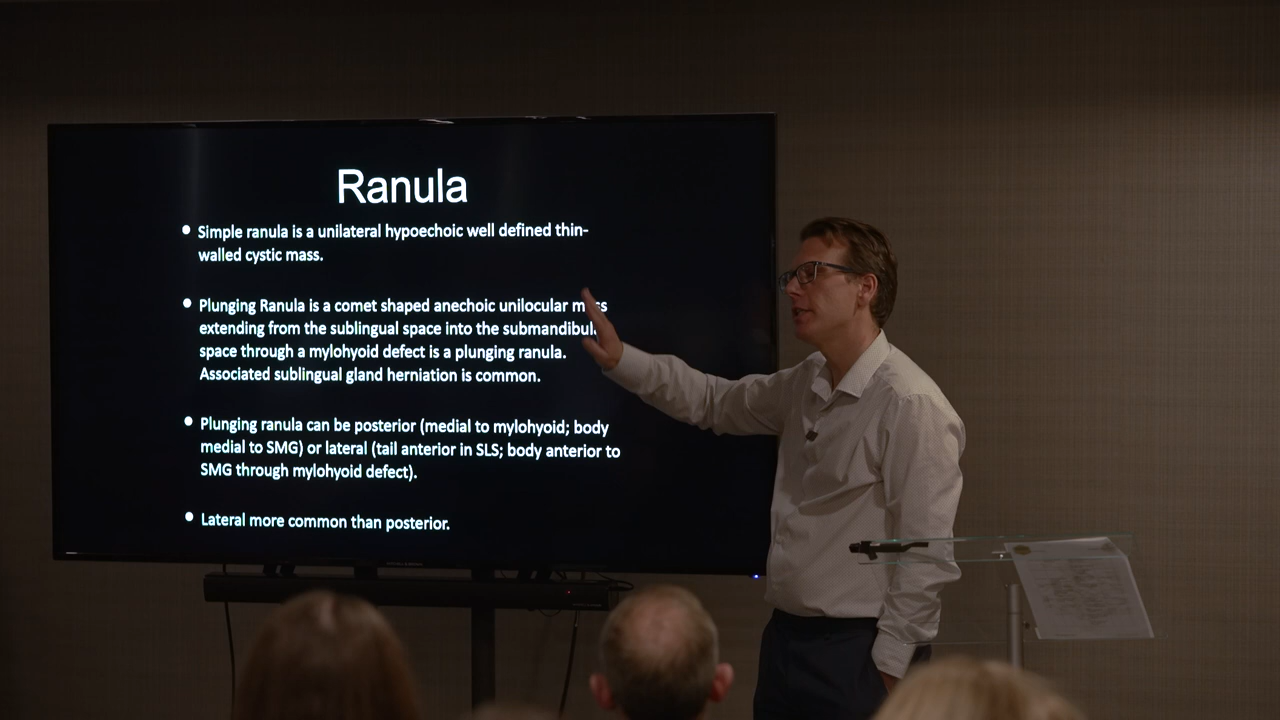 Ranula
• Simple ranula is a unilateral hypoechoic well defined thin-
walled cystic mass.
• Plunging Ranula is a comet shaped anechoic unilocular
extending from the sublingual space into the
space through a mylohyoid defect is a plunging ranula.
Associated sublingual gland herniation is common.
• Plunging ranula can be posterior (medial to mylohyoid; body
medial to SMG) or lateral (tail anterior in SLS; body anterior to
SMG through mylohyoid defect).
• Lateral more common than posterior.